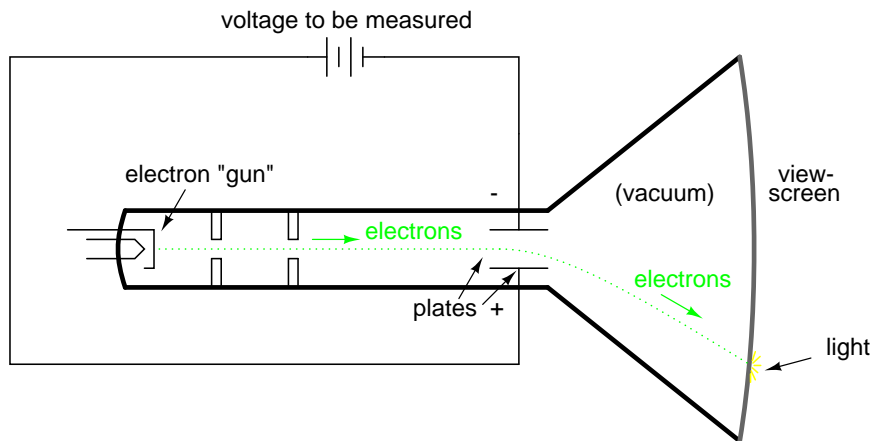 voltage to be measured
electron "gun"
-
(vacuum)
view-
screen
electrons
electrons
plates
+
light